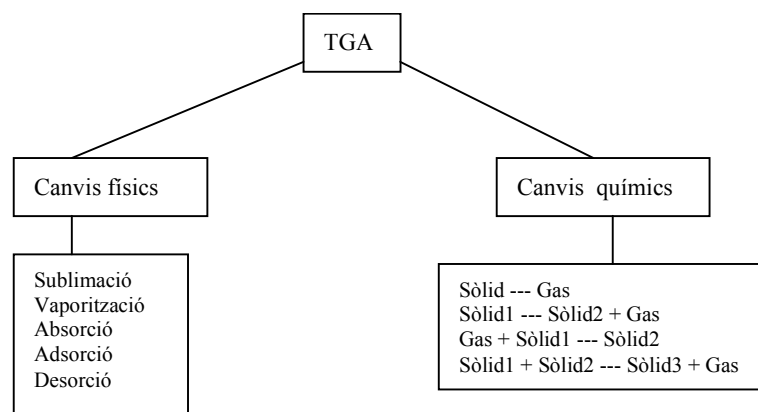 TGA
Canvis físics
Canvis químics
Sublimació
Vaporització
Absorció
Adsorció
Desorció
Sòlid --- Gas
Sòlid1 --- Sòlid2 + Gas
Gas + Sòlid1 --- Sòlid2
Sòlid1 + Sòlid2 --- Sòlid3 + Gas